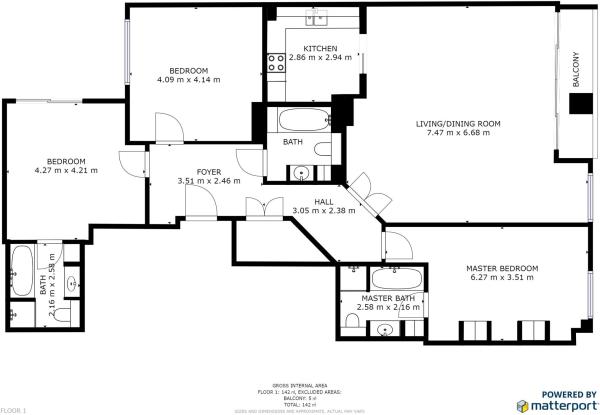 BEDROOM
4.09 m x 4.14 m
KITCHEN
2.86 m x 2.94 m
BALCONY
LIVING/DINING ROOM
7.47 m x 6.68 m
BATH
BEDROOM
4.27 m x 4.21 m
FOYER
3.51 m x 2.46 m
HALL
3.05 m x 2.38 m
BATH
2.16 m x 2.58 m
MASTER BEDROOM
6.27 m x 3.51 m
MASTER BATH
2.58 m x 2.16 m
GROSS INTERNAL AREA
FLOOR 1: 142 ㎡, EXCLUDED AREAS:
BALCONY: 5 ㎡
TOTAL: 142 ㎡
SIZES AND DIMENSIONS ARE APPROXIMATE, ACTUAL MAY VARY.
FLOOR 1
POWERED BY
matterport